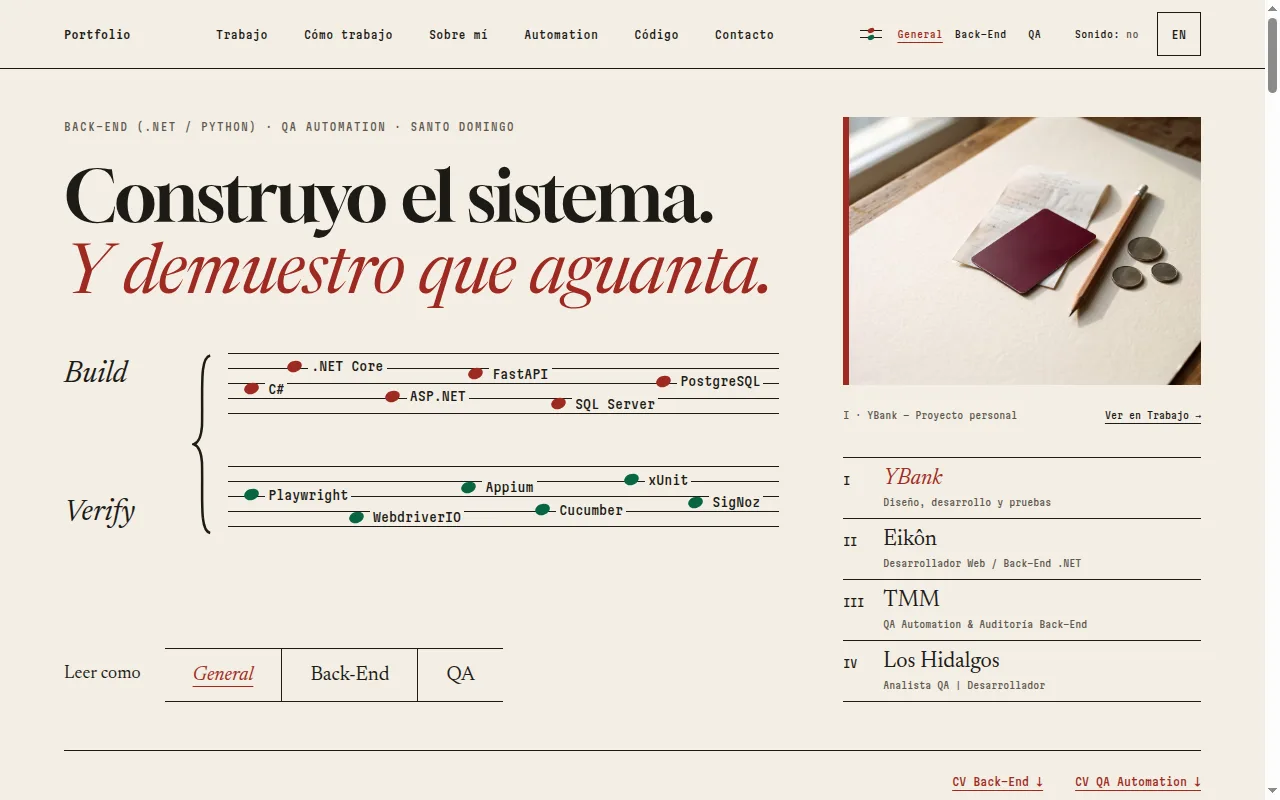 Portfolio
Trabajo
Cómo trabajo
Sobre mí
Automation
Código
Contacto
General
Back-End
QA
Sonido: no
EN
BACK-END (.NET / PYTHON) · QA AUTOMATION · SANTO DOMINGO
Construyo el sistema.
Y demuestro que aguanta.
Build
.NET Core
FastAPI
PostgreSQL
C#
ASP.NET
SQL Server
Verify
xUnit
Appium
Playwright
SigNoz
Cucumber
WebdriverIO
Leer como
General
Back-End
QA
I · YBank — Proyecto personal
Ver en Trabajo →
I
YBank
Diseño, desarrollo y pruebas
II
Eikôn
Desarrollador Web / Back-End .NET
III
TMM
QA Automation & Auditoría Back-End
IV
Los Hidalgos
Analista QA | Desarrollador
CV Back-End ↓
CV QA Automation ↓